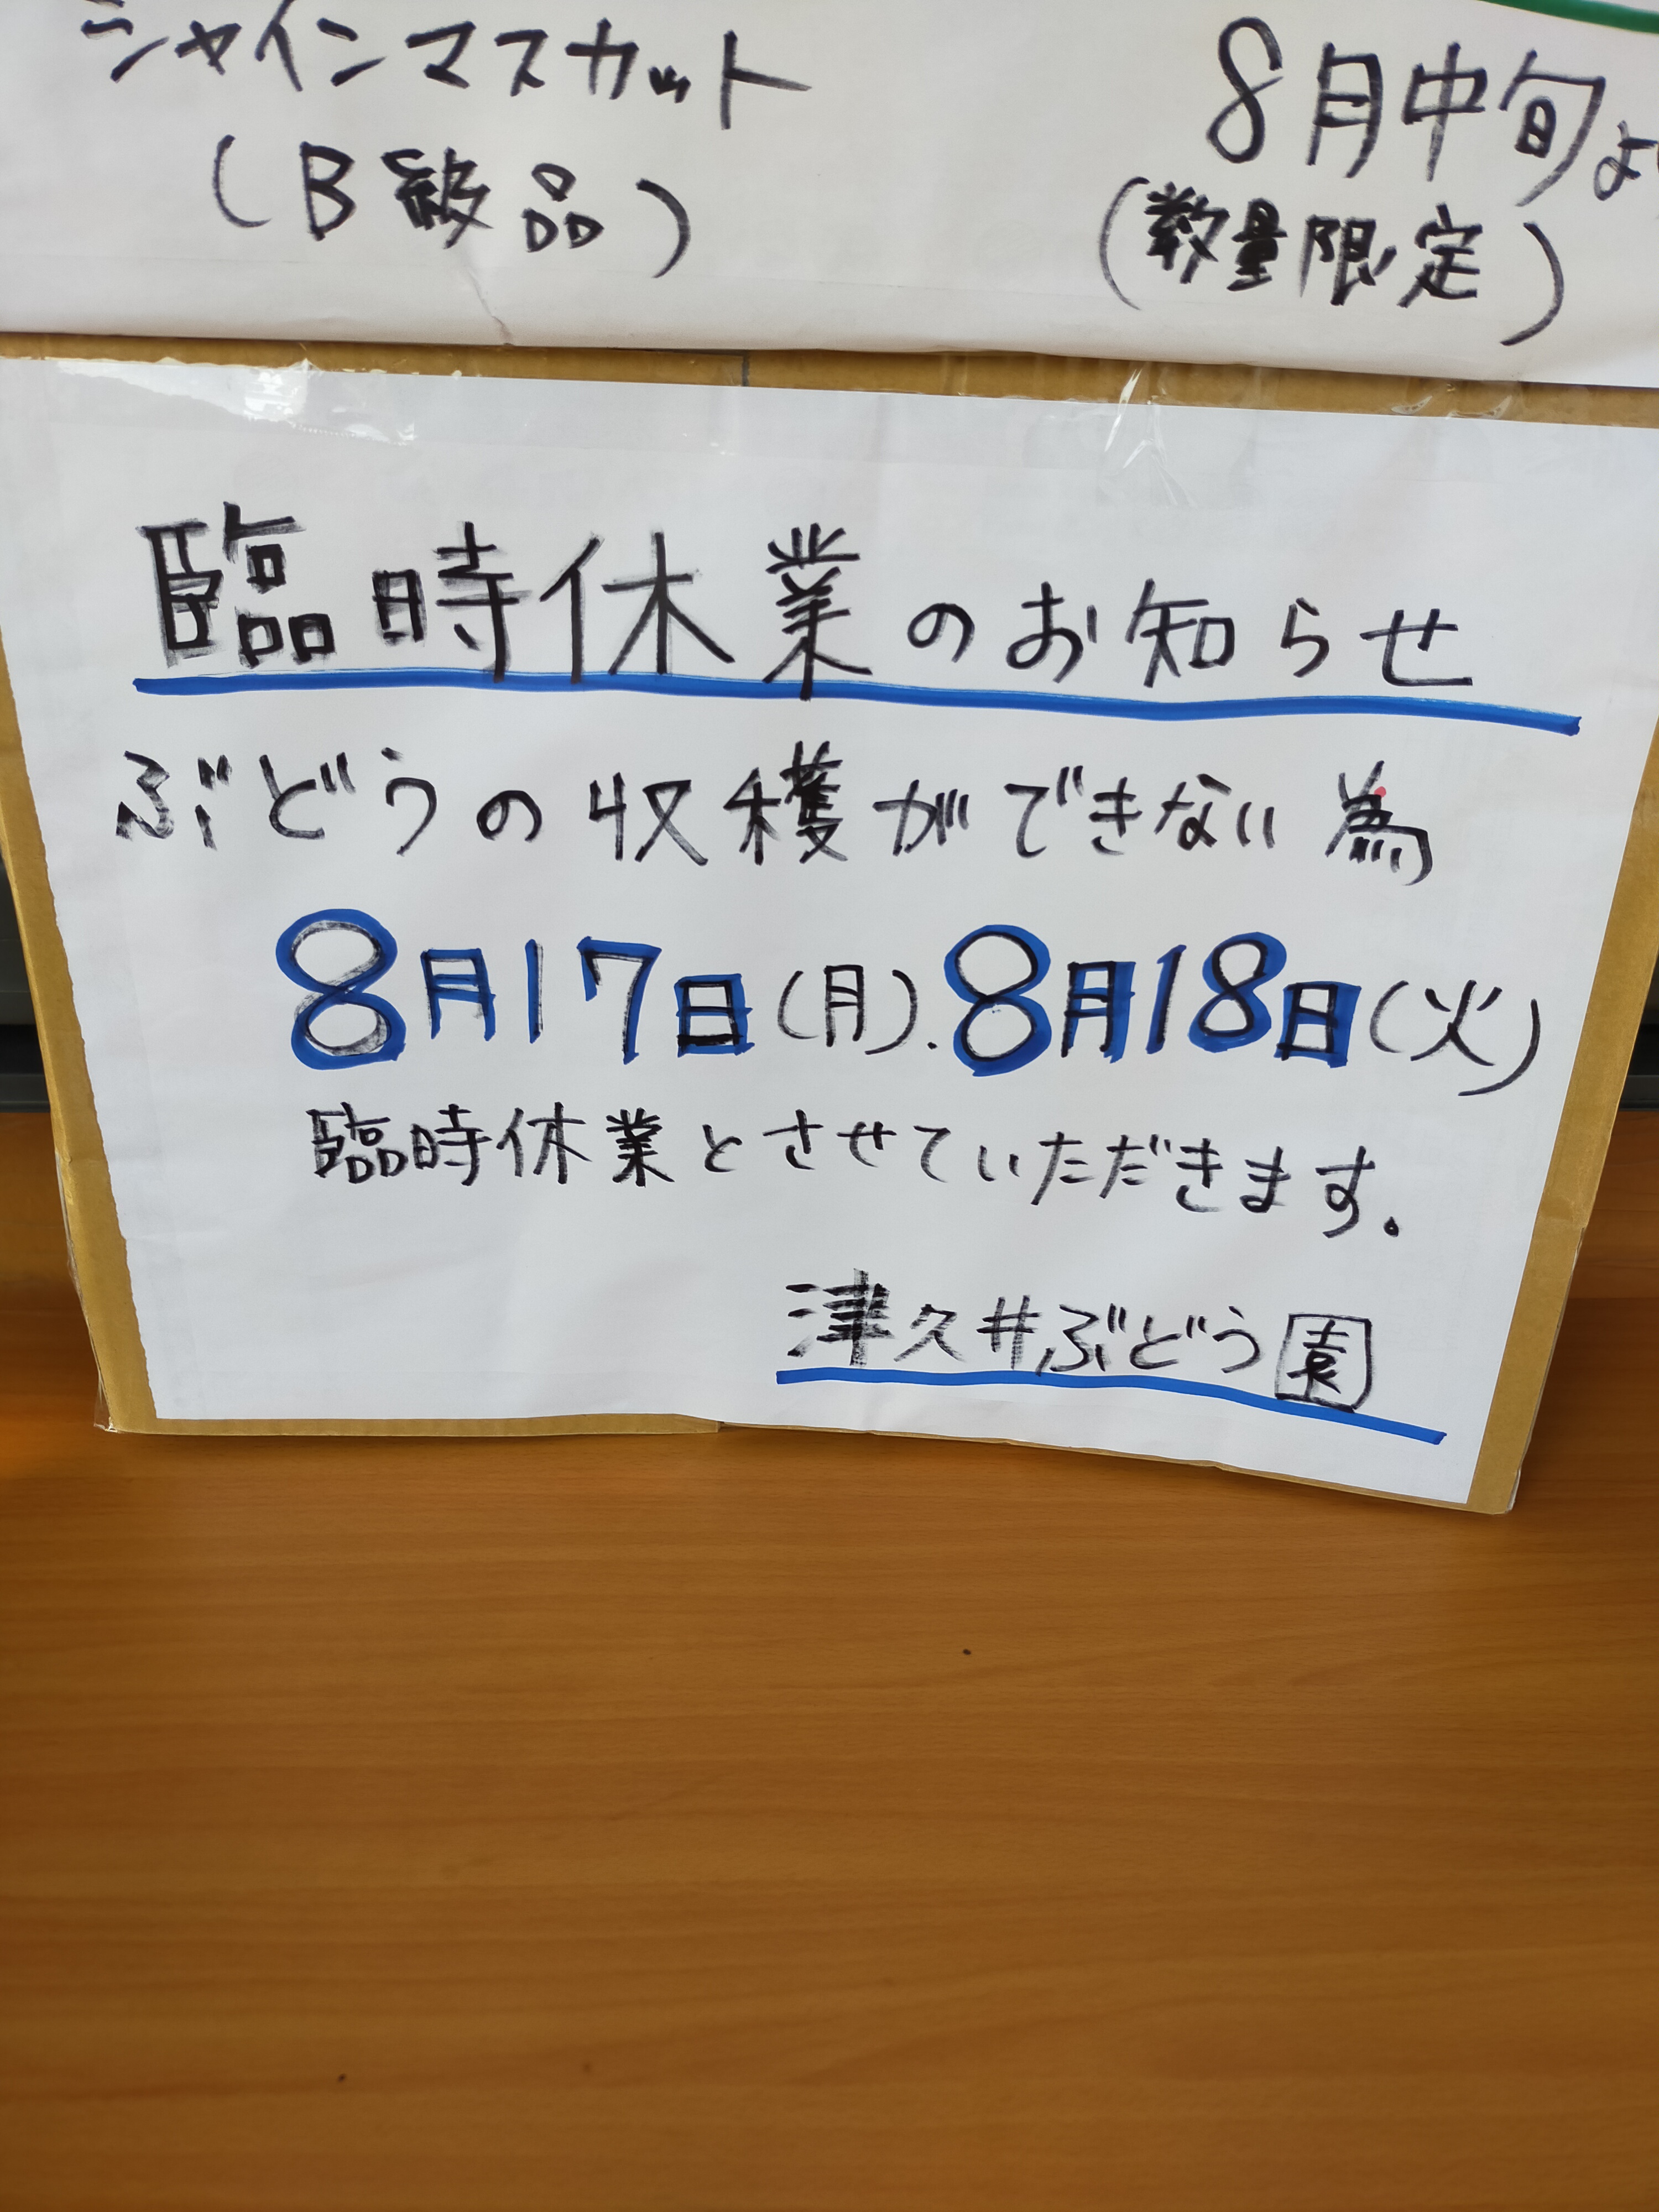 シャインマスカット 8月中旬よ
(B級品) (数量限定)
臨時休業のお知らせ
ぶどうの収穫ができない為
8月17日(月).8月18日(火)
臨時休業とさせていただきます。
津久井ぶどう園